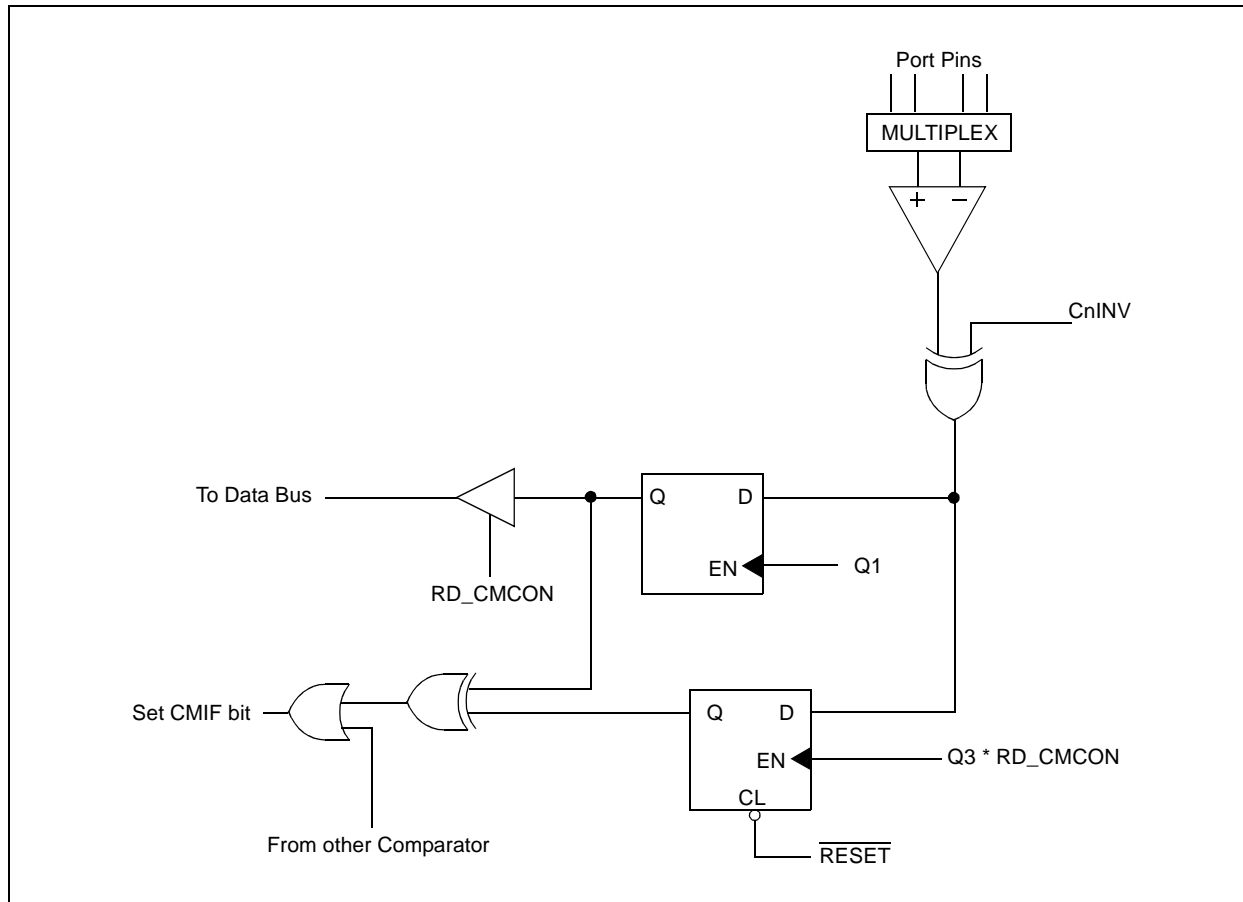 Port Pins
MULTIPLEX
+ −
CnINV
To Data Bus
Q D
EN
Q1
RD_CMCON
Set CMIF bit
Q D
EN
Q3 * RD_CMCON
CL
From other Comparator
RESET